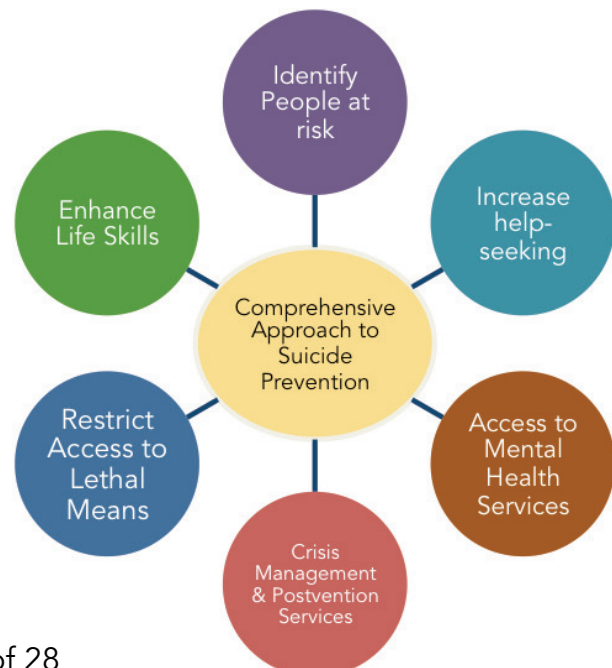 Identify
People at
risk
Enhance
Life Skills
Increase
help-
seeking
Comprehensive
Approach to
Suicide
Prevention
Restrict
Access to
Lethal
Means
Access to
Mental
Health
Services
Crisis
Management
& Postvention
Services
of 28